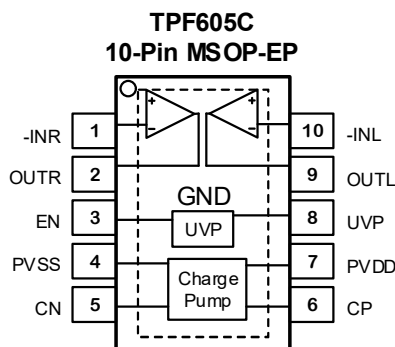 TPF605C
10-Pin MSOP-EP
+ +
-INR 1 - - 10 -INL
OUTR 2 9 OUTL
GND
EN 3 UVP 8 UVP
PVSS 4 7 PVDD
Charge
Pump
CN 5 6 CP